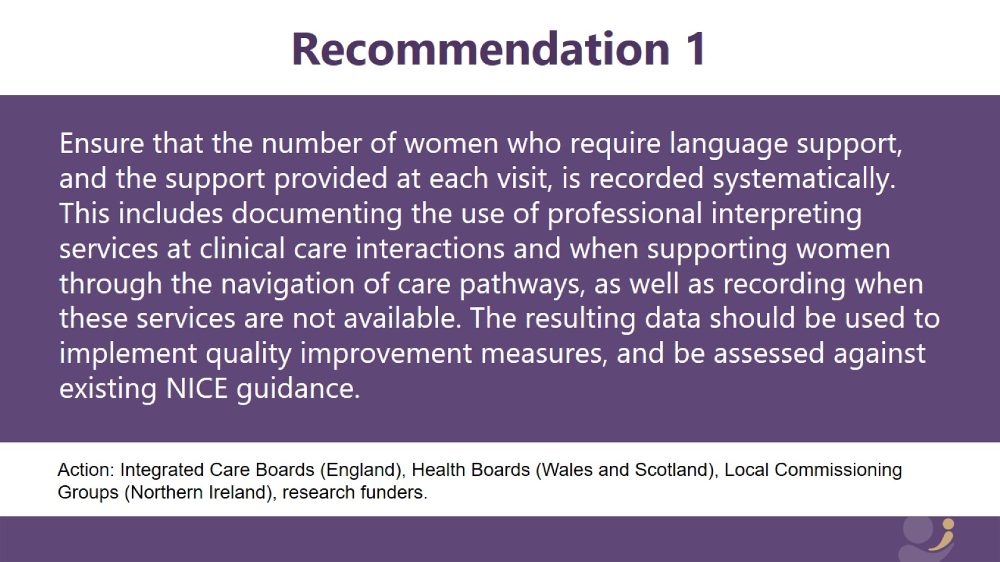 Recommendation 1
Ensure that the number of women who require language support,
and the support provided at each visit, is recorded systematically.
This includes documenting the use of professional interpreting
services at clinical care interactions and when supporting women
through the navigation of care pathways, as well as recording when
these services are not available. The resulting data should be used to
implement quality improvement measures, and be assessed against
existing NICE guidance.
Action: Integrated Care Boards (England), Health Boards (Wales and Scotland), Local Commissioning
Groups (Northern Ireland), research funders.